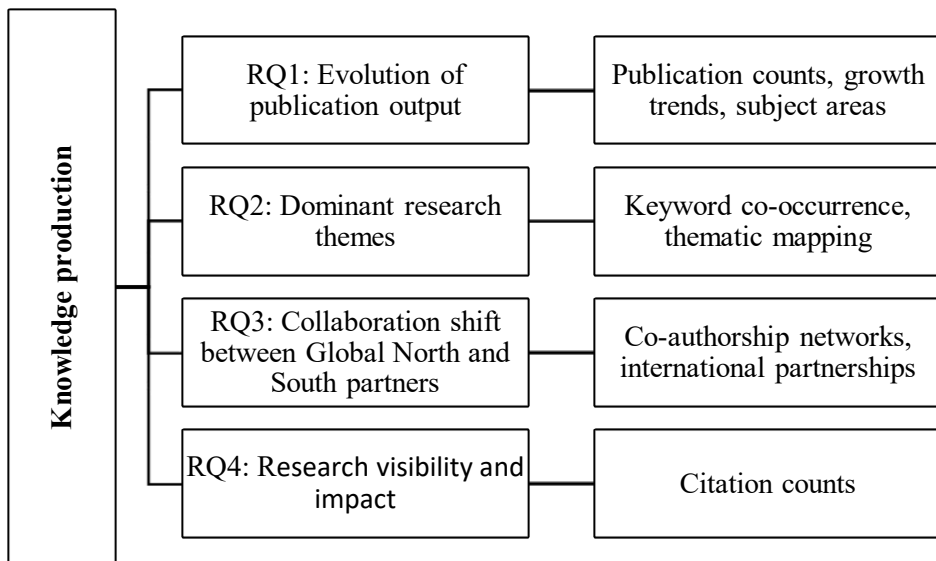 Knowledge production
RQ1: Evolution of
publication output
Publication counts, growth
trends, subject areas
RQ2: Dominant research
themes
Keyword co-occurrence,
thematic mapping
RQ3: Collaboration shift
between Global North and
South partners
Co-authorship networks,
international partnerships
RQ4: Research visibility and
impact
Citation counts